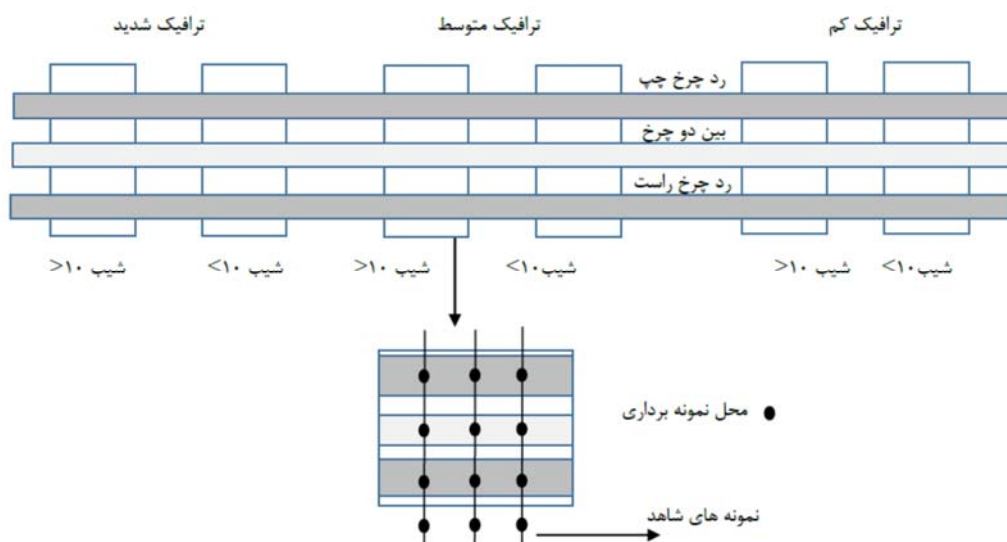 ترافیک کم
ترافیک متوسط
ترافیک شدید
رد چرخ چپ
بین دو چرخ
رد چرخ راست
شیب۱۰>
شیب ۱۰<
شیب۱۰>
شیب ۱۰<
شیب ۱۰>
شیب ۱۰<
محل نمونه برداری
نمونه های شاهد